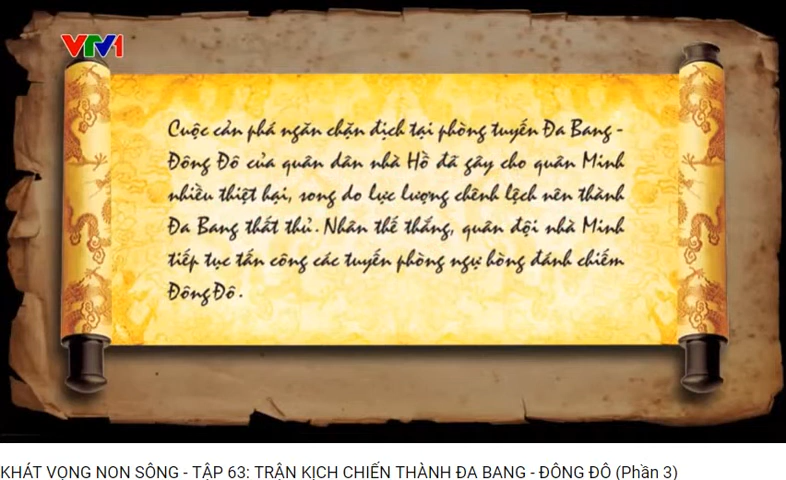 VTV1
Cuộc cản phá ngăn chặn địch tại phòng tuyến Đa Bang -
Đông Đô của quân dân nhà Hồ đã gây cho quân Minh
nhiều thiệt hại, song do lực lượng chênh lệch nên thành
Đa Bang thất thủ. Nhân thế thắng, quân đội nhà Minh
tiếp tục tấn công các tuyến phòng ngự hòng đánh chiếm
Đông Đô.
KHÁT VỌNG NON SÔNG - TẬP 63: TRẬN KỊCH CHIẾN THÀNH ĐA BANG - ĐÔNG ĐÔ (Phần 3)